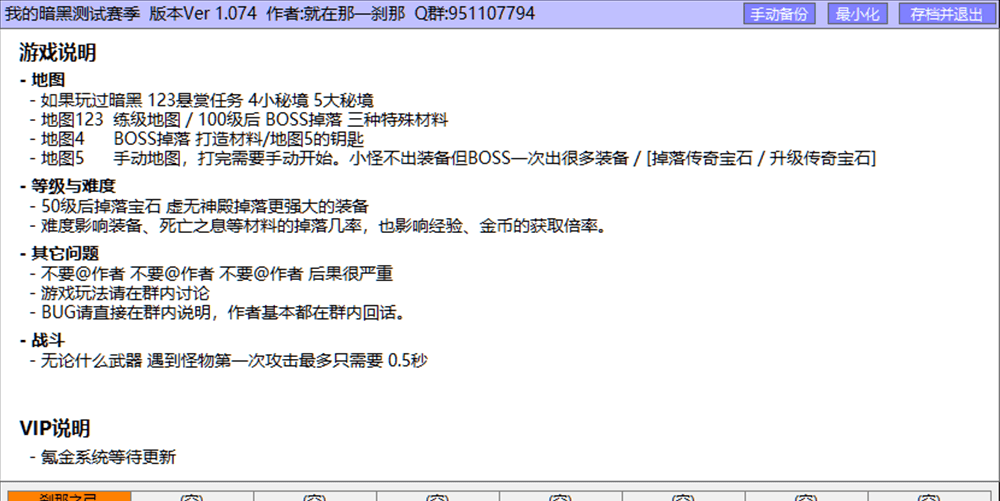 我的暗黑测试赛季 版本Ver 1.074 作者:就在那一刹那 Q群:951107794 手动备份 最小化 存档并退出
游戏说明
- 地图
- 如果玩过暗黑 123悬赏任务 4小秘境 5大秘境
- 地图123 练级地图 / 100级后 BOSS掉落 三种特殊材料
- 地图4 BOSS掉落 打造材料/地图5的钥匙
- 地图5 手动地图，打完需要手动开始。小怪不出装备但BOSS一次出很多装备 / [掉落传奇宝石 / 升级传奇宝石]
- 等级与难度
- 50级后掉落宝石 虚无神殿掉落更强大的装备
- 难度影响装备、死亡之息等材料的掉落几率，也影响经验、金币的获取倍率。
- 其它问题
- 不要@作者 不要@作者 不要@作者 后果很严重
- 游戏玩法请在群内讨论
- BUG请直接在群内说明，作者基本都在群内回话。
- 战斗
- 无论什么武器 遇到怪物第一次攻击最多只需要 0.5秒
VIP说明
- 氪金系统等待更新